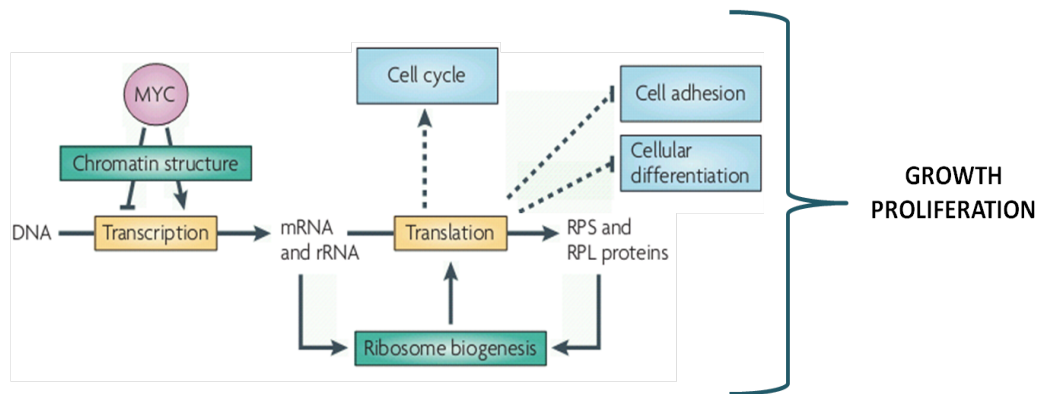 Cell cycle
MYC
Cell adhesion
Chromatin structure
Cellular
differentiation
GROWTH
PROLIFERATION
DNA
Transcription
mRNA
and rRNA
Translation
RPS and
RPL proteins
Ribosome biogenesis